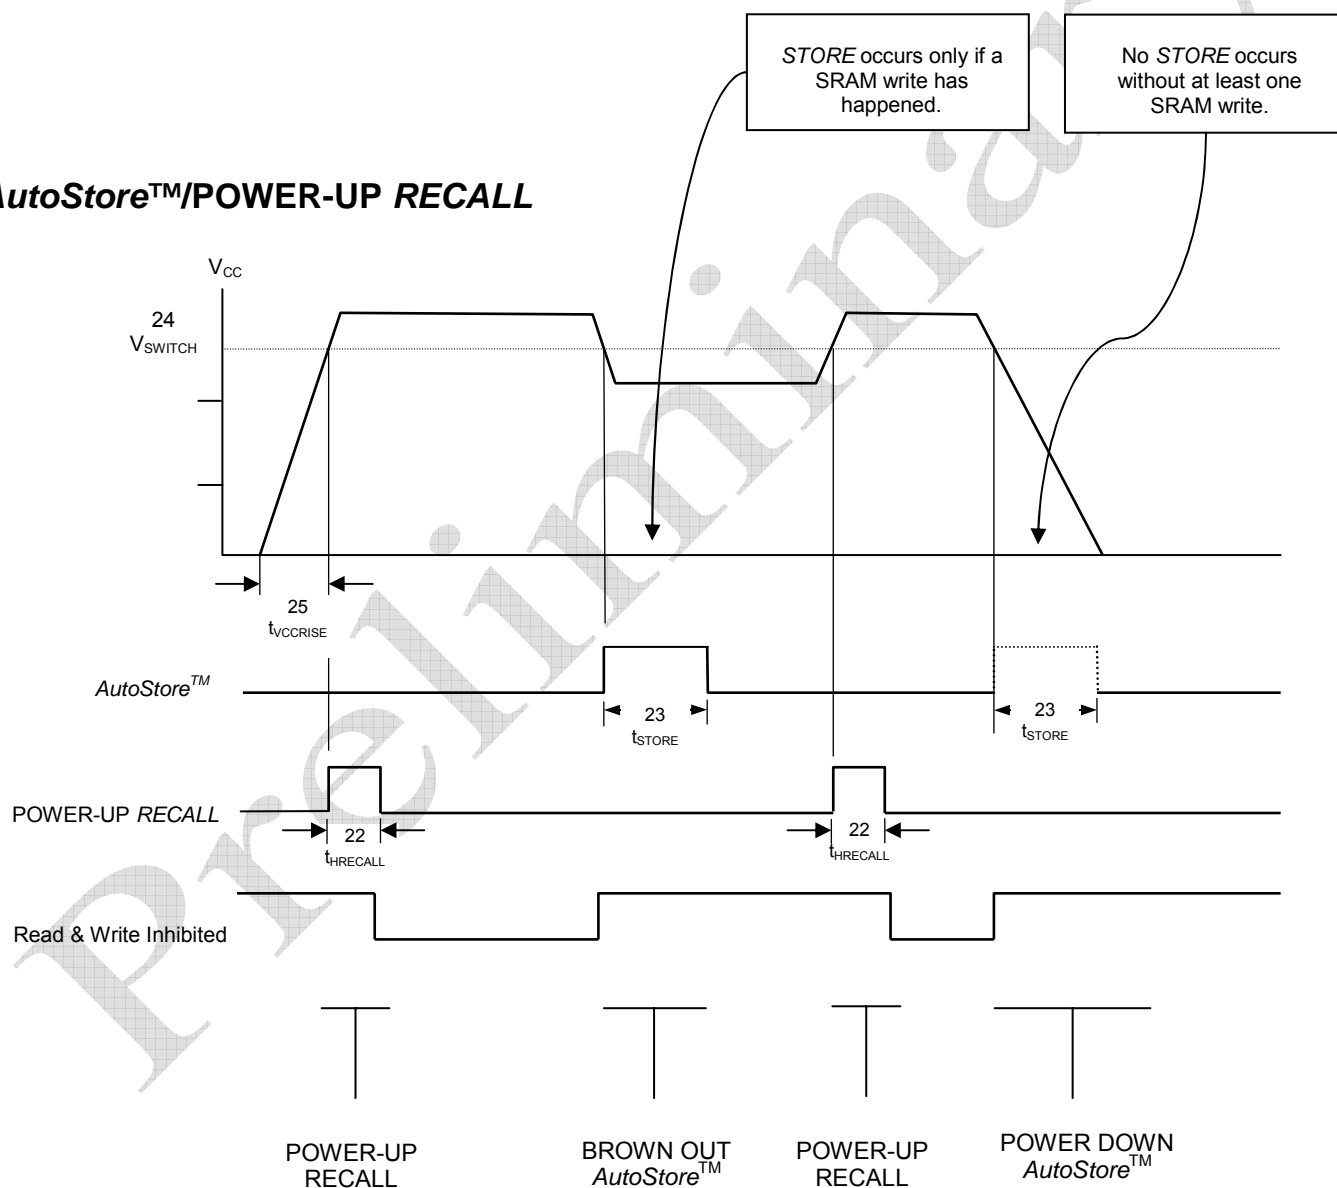 STORE occurs only if a
SRAM write has
happened.
No STORE occurs
without at least one
SRAM write.
AutoStore™/POWER-UP RECALL
VCC
24
VSWITCH
25
tVCCRISE
AutoStore™
23
tSTORE
23
tSTORE
POWER-UP RECALL
22
tHRECALL
22
tHRECALL
Read & Write Inhibited
POWER-UP
RECALL
BROWN OUT
AutoStore™
POWER-UP
RECALL
POWER DOWN
AutoStore™
Prelimina